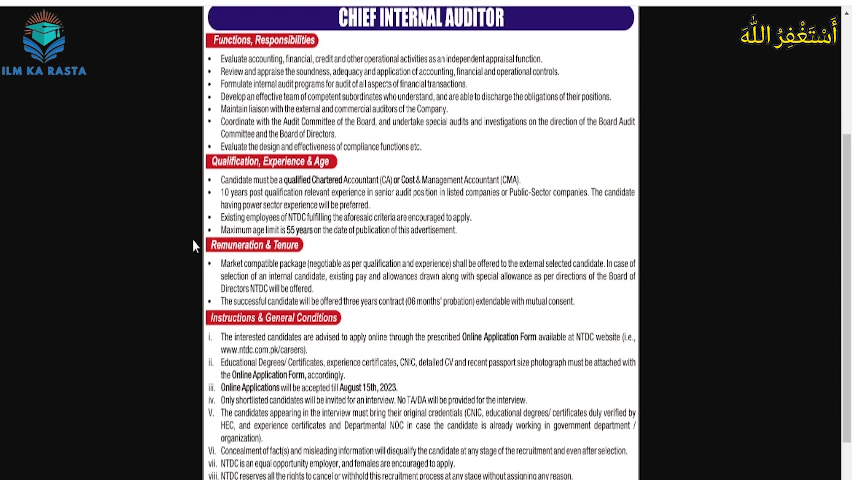 CHIEF INTERNAL AUDITOR
أَسْتَغْفِرُ اللّٰهَ
ILM KA RASTA
Functions, Responsibilities
• Evaluate accounting, financial, credit and other operational activities as an independent appraisal function.
• Review and appraise the soundness, adequacy and application of accounting, financial and operational controls.
• Formulate internal audit programs for audit of all aspects of financial transactions.
• Develop an effective team of competent subordinates who understand, and are able to discharge the obligations of their positions.
• Maintain liaison with the external and commercial auditors of the Company.
• Coordinate with the Audit Committee of the Board, and undertake special audits and investigations on the direction of the Board Audit
Committee and the Board of Directors.
• Evaluate the design and effectiveness of compliance functions etc.
Qualification, Experience & Age
• Candidate must be a qualified Chartered Accountant (CA) or Cost & Management Accountant (CMA).
• 10 years post qualification relevant experience in senior audit position in listed companies or Public-Sector companies. The candidate
having power sector experience will be preferred.
• Existing employees of NTDC fulfilling the aforesaid criteria are encouraged to apply.
• Maximum age limit is 55 years on the date of publication of this advertisement.
Remuneration & Tenure
• Market compatible package (negotiable as per qualification and experience) shall be offered to the external selected candidate. In case of
selection of an internal candidate, existing pay and allowances drawn along with special allowance as per directions of the Board of
Directors NTDC will be offered.
• The successful candidate will be offered three years contract (06 months' probation) extendable with mutual consent.
Instructions & General Conditions
i. The interested candidates are advised to apply online through the prescribed Online Application Form available at NTDC website (i.e.,
www.ntdc.com.pk/careers).
ii. Educational Degrees/ Certificates, experience certificates, CNIC, detailed CV and recent passport size photograph must be attached with
the Online Application Form, accordingly.
iii. Online Applications will be accepted till August 15th, 2023.
iv. Only shortlisted candidates will be invited for an interview. No TA/DA will be provided for the interview.
V. The candidates appearing in the interview must bring their original credentials (CNIC, educational degrees/ certificates duly verified by
HEC, and experience certificates and Departmental NOC in case the candidate is already working in government department /
organization).
Vi. Concealment of fact(s) and misleading information will disqualify the candidate at any stage of the recruitment and even after selection.
vii. NTDC is an equal opportunity employer, and females are encouraged to apply.
viii. NTDC reserves all the rights to cancel or withhold this recruitment process at any stage without assigning any reason.